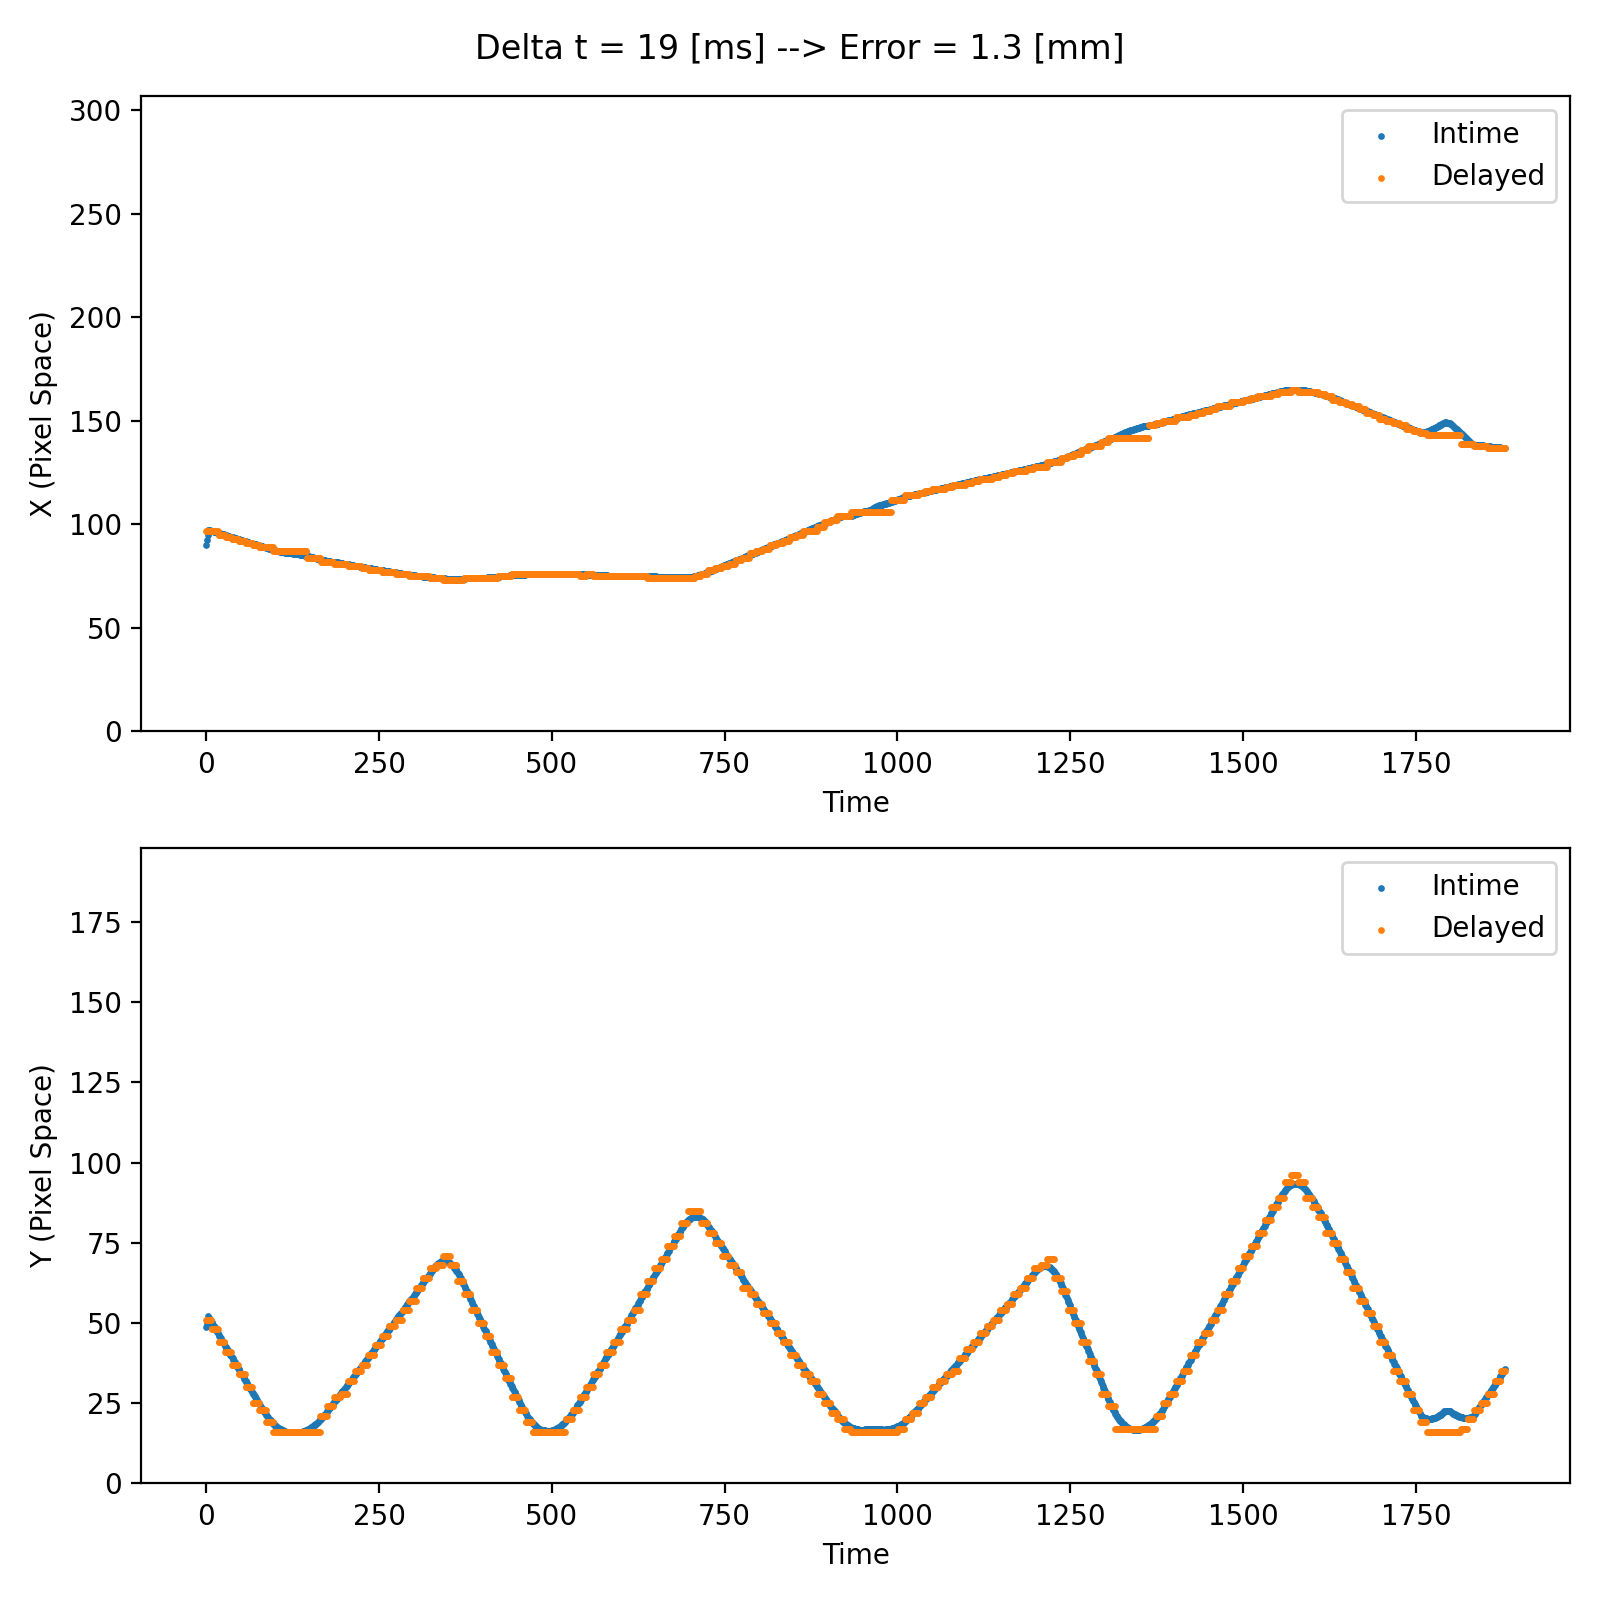 Delta t = 19 [ms] --> Error = 1.3 [mm]
300
250
200
150
100
50
0
X (Pixel Space)
Intime
Delayed
0 250 500 750 1000 1250 1500 1750
Time
175
150
125
100
75
50
25
0
Y (Pixel Space)
Intime
Delayed
0 250 500 750 1000 1250 1500 1750
Time